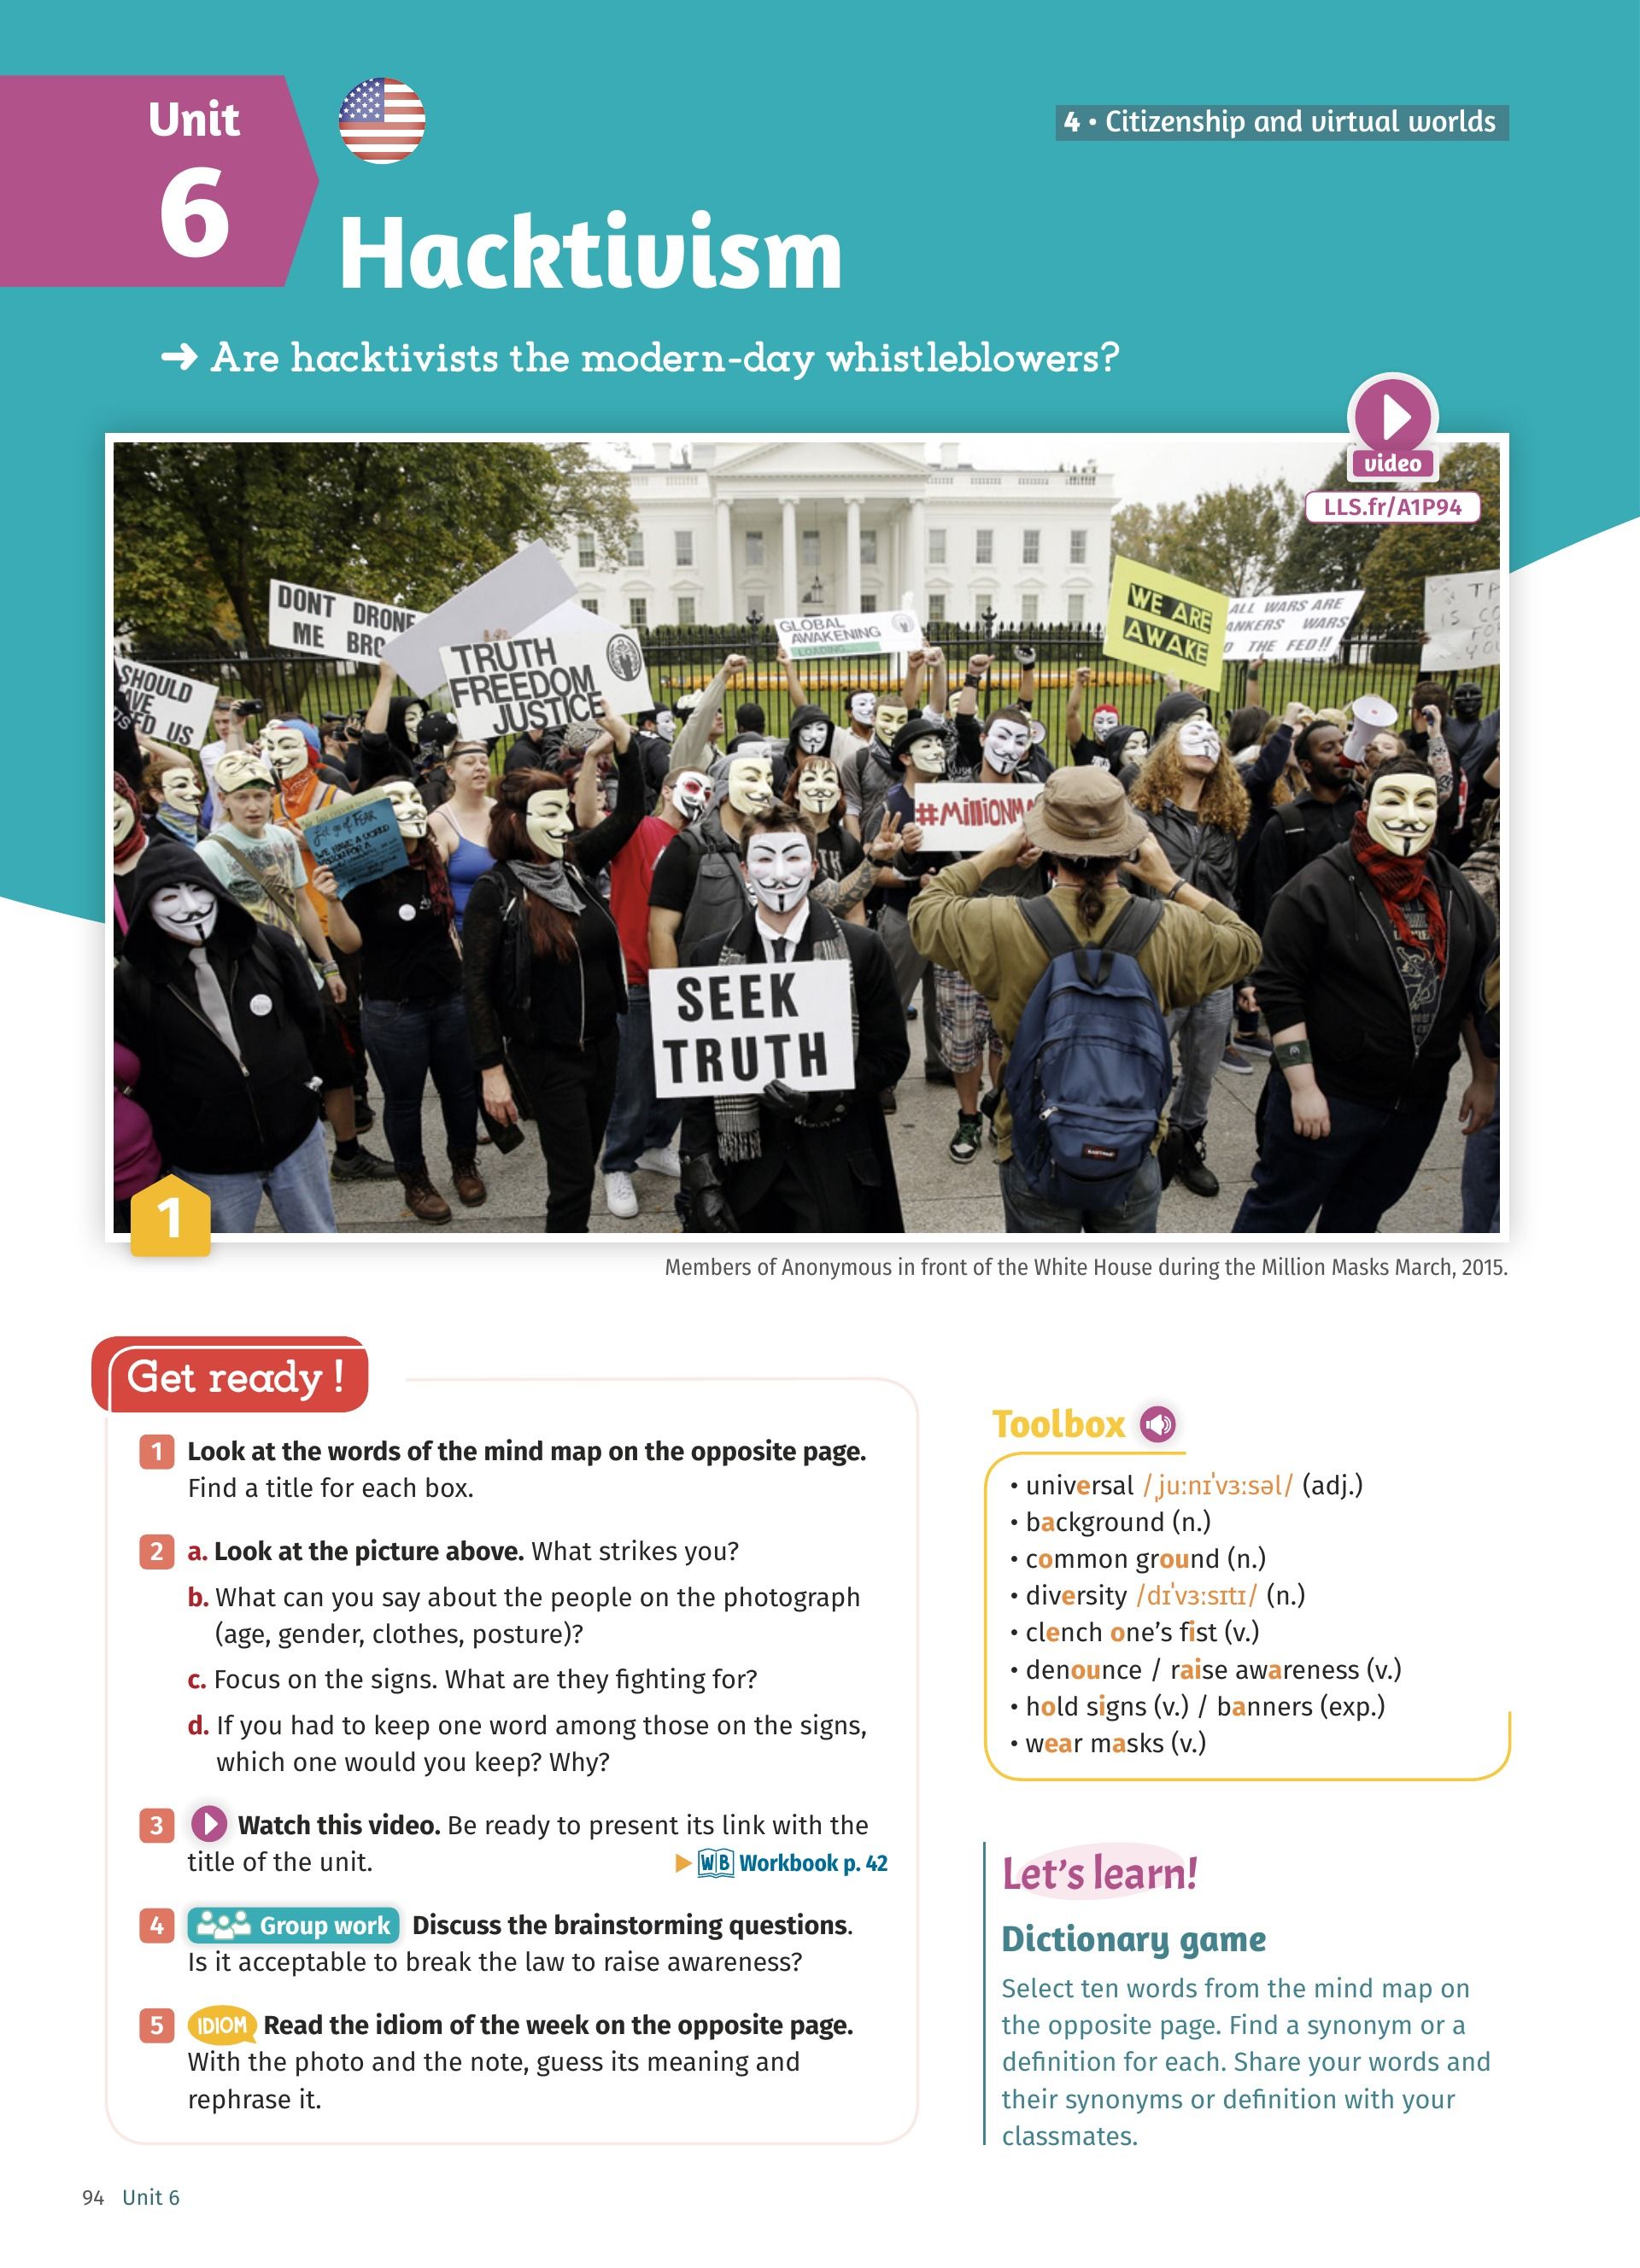 Unit
6
4 • Citizenship and virtual worlds
Hacktivism
➜ Are hacktivists the modern-day whistleblowers?
video
LLS.fr/A1P94
DONT DRONE
ME BRO
SHOULD
US
TRUTH
FREEDOM
JUSTICE
GLOBAL
AWAKENING
LOADING...
WE ARE
AWAKE
ALL WARS ARE
WARS
THE FED!!
Let go of FEAR
WE HAVE A WORLD
#MilliONMA
SEEK
TRUTH
1
Members of Anonymous in front of the White House during the Million Masks March, 2015.
Get ready !
1 Look at the words of the mind map on the opposite page.
Find a title for each box.
2 a. Look at the picture above. What strikes you?
b. What can you say about the people on the photograph
(age, gender, clothes, posture)?
c. Focus on the signs. What are they fighting for?
d. If you had to keep one word among those on the signs,
which one would you keep? Why?
3 Watch this video. Be ready to present its link with the
title of the unit. ▶ WB Workbook p. 42
4 Group work Discuss the brainstorming questions.
Is it acceptable to break the law to raise awareness?
5 IDIOM Read the idiom of the week on the opposite page.
With the photo and the note, guess its meaning and
rephrase it.
Toolbox
• universal /ˌjuːnɪˈvɜːsəl/ (adj.)
• background (n.)
• common ground (n.)
• diversity /dɪˈvɜːsɪtɪ/ (n.)
• clench one’s fist (v.)
• denounce / raise awareness (v.)
• hold signs (v.) / banners (exp.)
• wear masks (v.)
Let’s learn!
Dictionary game
Select ten words from the mind map on
the opposite page. Find a synonym or a
definition for each. Share your words and
their synonyms or definition with your
classmates.
94 Unit 6